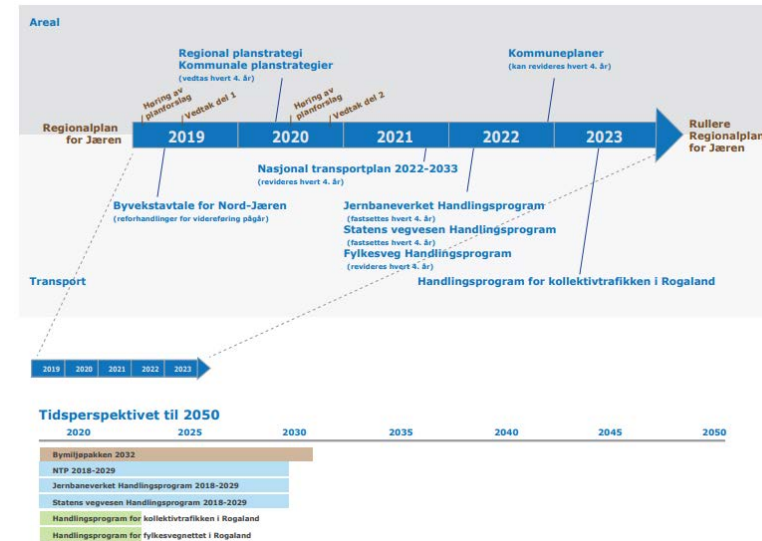 Areal
Regional planstrategi
Kommunale planstrategier
(vedtas hvert 4. år)
Kommuneplaner
(kan revideres hvert 4. år)
Høring av
planforslag
Vedtak del 1
Høring av
planforslag
Vedtak del 2
Regionalplan
for Jæren
2019
2020
2021
2022
2023
Rullere
Regionalplan
for Jæren
Nasjonal transportplan 2022-2033
(revideres hvert 4. år)
Byvekstavtale for Nord-Jæren
(reforhandlinger for videreføring pågår)
Jernbaneverket Handlingsprogram
(fastsettes hvert 4. år)
Statens vegvesen Handlingsprogram
(fastsettes hvert 4. år)
Fylkesveg Handlingsprogram
(revideres hvert 4. år)
Transport
Handlingsprogram for kollektivtrafikken i Rogaland
2019 2020 2021 2022 2023
Tidsperspektivet til 2050
2020 2025 2030 2035 2040 2045 2050
Bymiljøpakken 2032
NTP 2018-2029
Jernbaneverket Handlingsprogram 2018-2029
Statens vegvesen Handlingsprogram 2018-2029
Handlingsprogram for kollektivtrafikken i Rogaland
Handlingsprogram for fylkesvegnettet i Rogaland